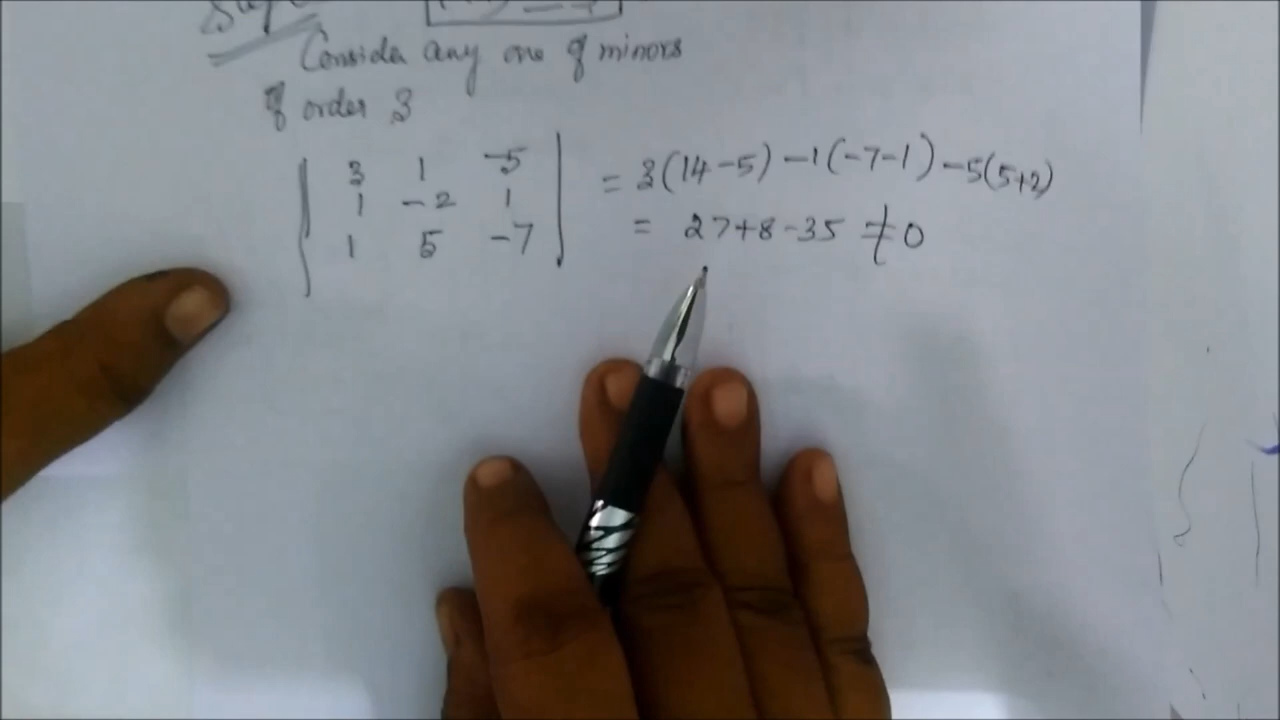 Consider any one of minors
of order 3
| 3 1 -5 | = 3(14-5) -1(-7-1) -5(5+2)
| 1 -2 1 | = 27+8-35 ≠0
| 1 5 -7 |